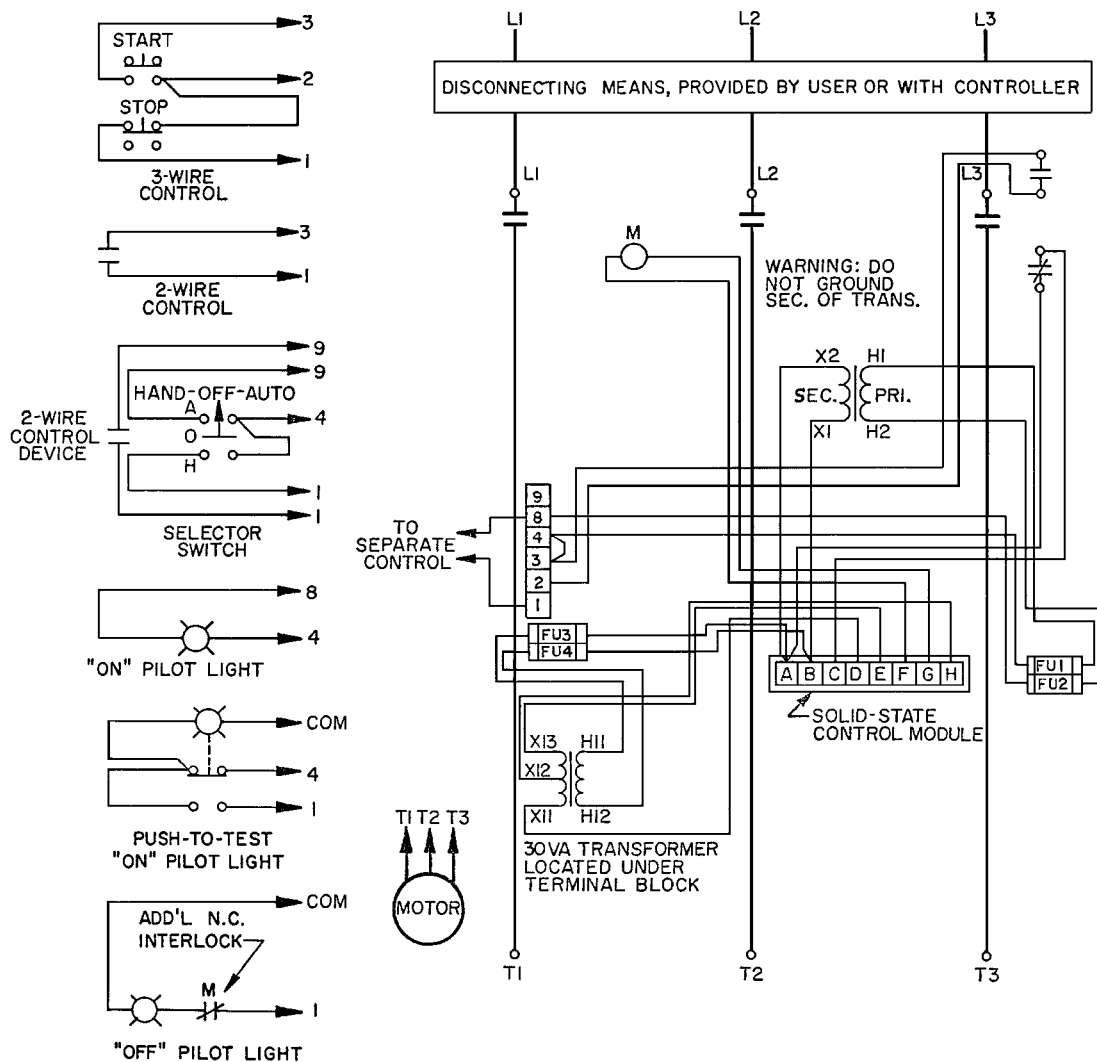 3
START
2
STOP
1
3-WIRE
CONTROL
3
1
2-WIRE
CONTROL
9
9
HAND-OFF-AUTO
A
4
O
H
2-WIRE
CONTROL
DEVICE
1
1
SELECTOR
SWITCH
8
4
"ON" PILOT LIGHT
COM
4
1
PUSH-TO-TEST
"ON" PILOT LIGHT
COM
ADD'L N.C.
INTERLOCK
M
1
"OFF" PILOT LIGHT
L1 L2 L3
DISCONNECTING MEANS, PROVIDED BY USER OR WITH CONTROLLER
L1 L2 L3
M
WARNING: DO
NOT GROUND
SEC. OF TRANS.
X2 H1
SEC. PRI.
X1 H2
TO
SEPARATE
CONTROL
9
8
4
3
2
1
FU3
FU4
A B C D E F G H
FU1
FU2
SOLID-STATE
CONTROL MODULE
X13 H11
X12
X11 H12
30VA TRANSFORMER
LOCATED UNDER
TERMINAL BLOCK
T1 T2 T3
MOTOR
T1 T2 T3